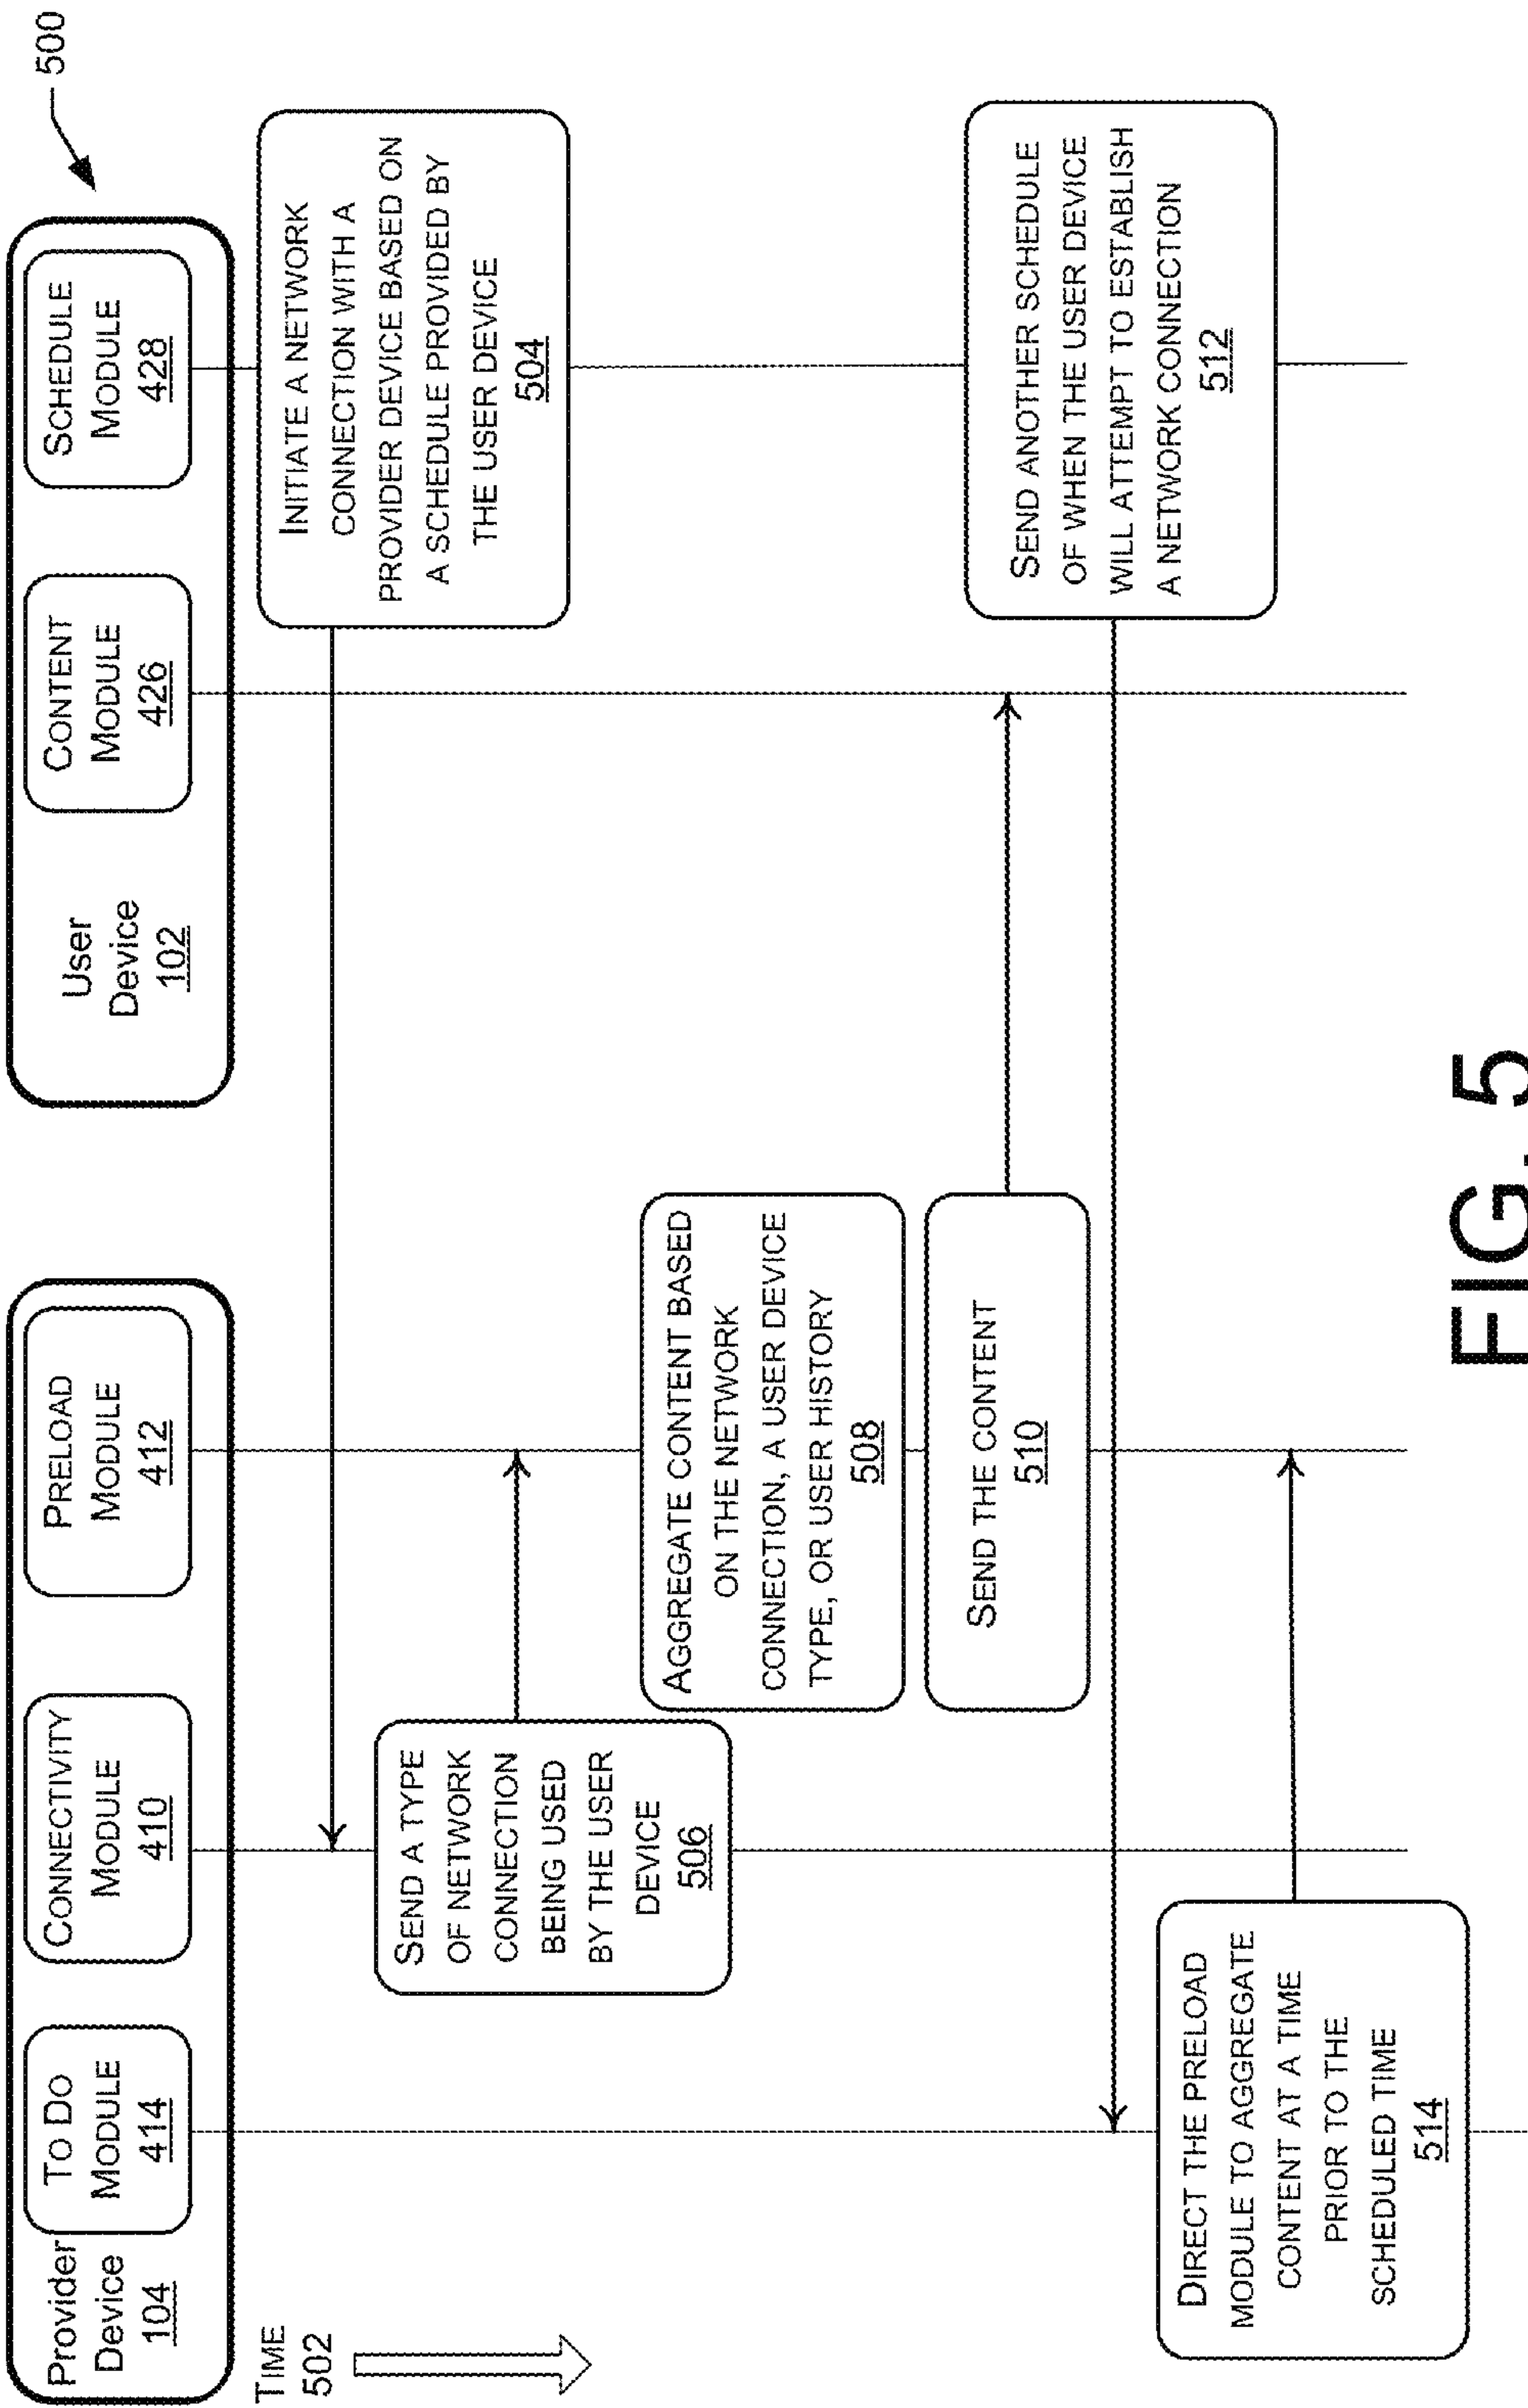 500
Provider
Device
104
TO DO
MODULE
414
CONNECTIVITY
MODULE
410
PRELOAD
MODULE
412
User
Device
102
CONTENT
MODULE
426
SCHEDULE
MODULE
428
TIME
502
INITIATE A NETWORK
CONNECTION WITH A
PROVIDER DEVICE BASED ON
A SCHEDULE PROVIDED BY
THE USER DEVICE
504
SEND A TYPE
OF NETWORK
CONNECTION
BEING USED
BY THE USER
DEVICE
506
AGGREGATE CONTENT BASED
ON THE NETWORK
CONNECTION, A USER DEVICE
TYPE, OR USER HISTORY
508
SEND THE CONTENT
510
SEND ANOTHER SCHEDULE
OF WHEN THE USER DEVICE
WILL ATTEMPT TO ESTABLISH
A NETWORK CONNECTION
512
DIRECT THE PRELOAD
MODULE TO AGGREGATE
CONTENT AT A TIME
PRIOR TO THE
SCHEDULED TIME
514
FIG. 5